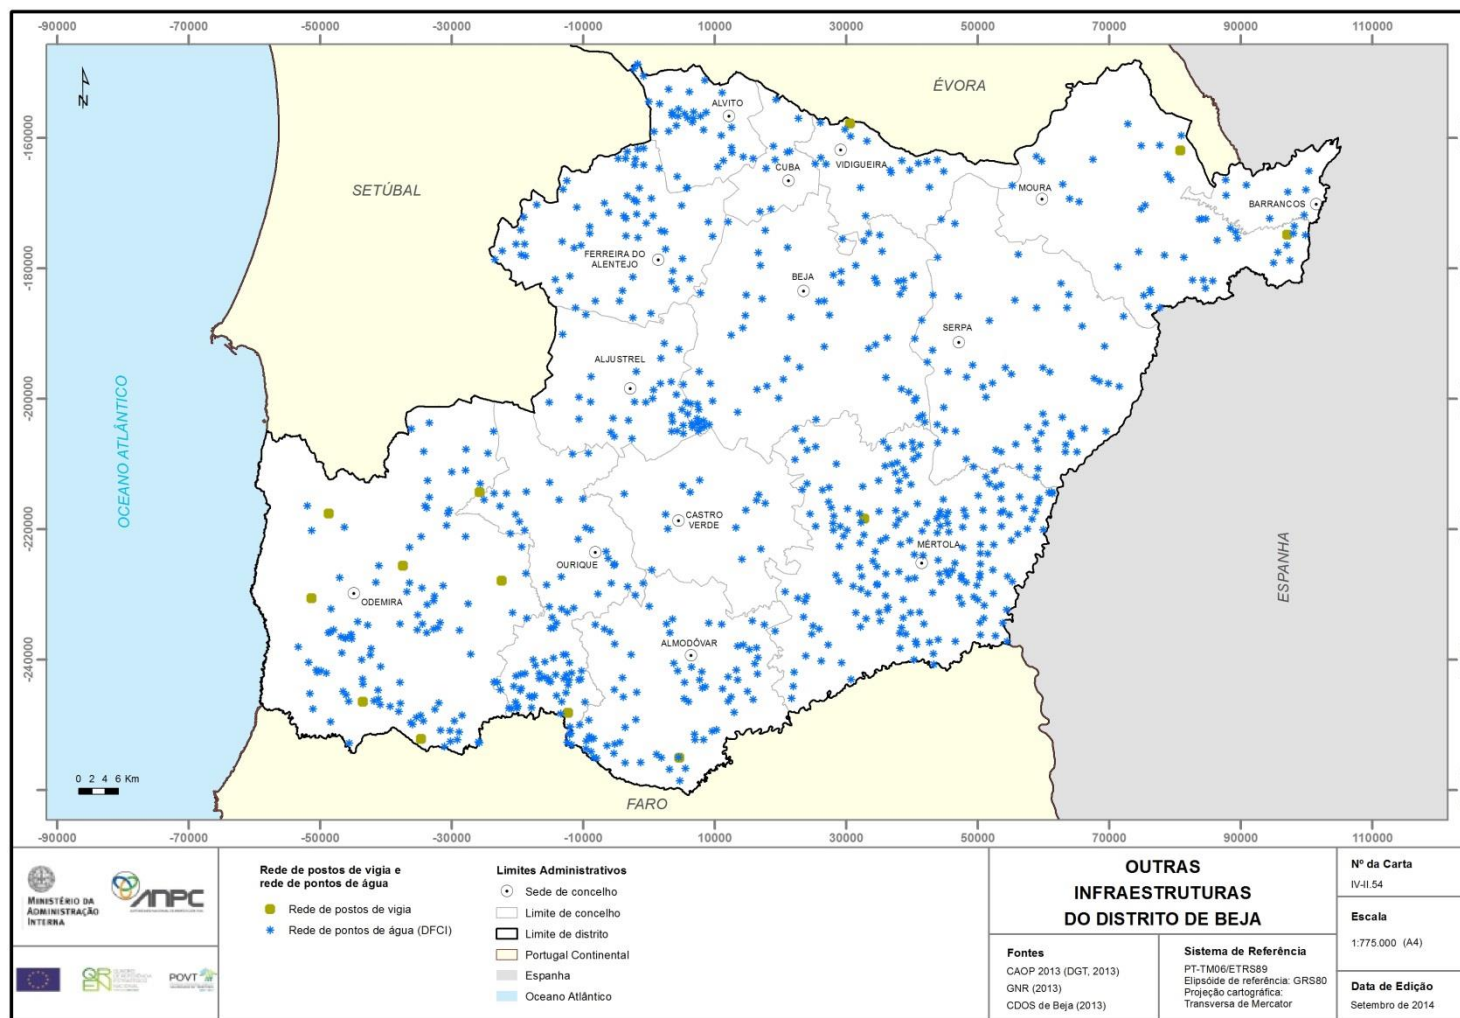 -90000 -70000 -50000 -30000 -10000 10000 30000 50000 70000 90000 110000
N
ÉVORA
ALVITO
-160000
-160000
VIDIGUEIRA
CUBA
SETÚBAL
MOURA
BARRANCOS
FERREIRA DO
ALENTEJO
-180000
-180000
BEJA
SERPA
ALJUSTREL
-200000
-200000
OCEANO ATLÂNTICO
CASTRO
VERDE
-220000
-220000
MÉRTOLA
OURIQUE
ESPANHA
ODEMIRA
ALMODÔVAR
-240000
-240000
0 2 4 6 Km
FARO
-90000 -70000 -50000 -30000 -10000 10000 30000 50000 70000 90000 110000
MINISTÉRIO DA
ADMINISTRAÇÃO
INTERNA
ANPC
QREN
POVT
Rede de postos de vigia e
rede de pontos de água
Rede de postos de vigia
Rede de pontos de água (DFCI)
Limites Administrativos
Sede de concelho
Limite de concelho
Limite de distrito
Portugal Continental
Espanha
Oceano Atlântico
OUTRAS
INFRAESTRUTURAS
DO DISTRITO DE BEJA
Fontes
CAOP 2013 (DGT, 2013)
GNR (2013)
CDOS de Beja (2013)
Sistema de Referência
PT-TM06/ETRS89
Elipsóide de referência: GRS80
Projeção cartográfica:
Transversa de Mercator
Nº da Carta
IV-II.54
Escala
1:775.000 (A4)
Data de Edição
Setembro de 2014